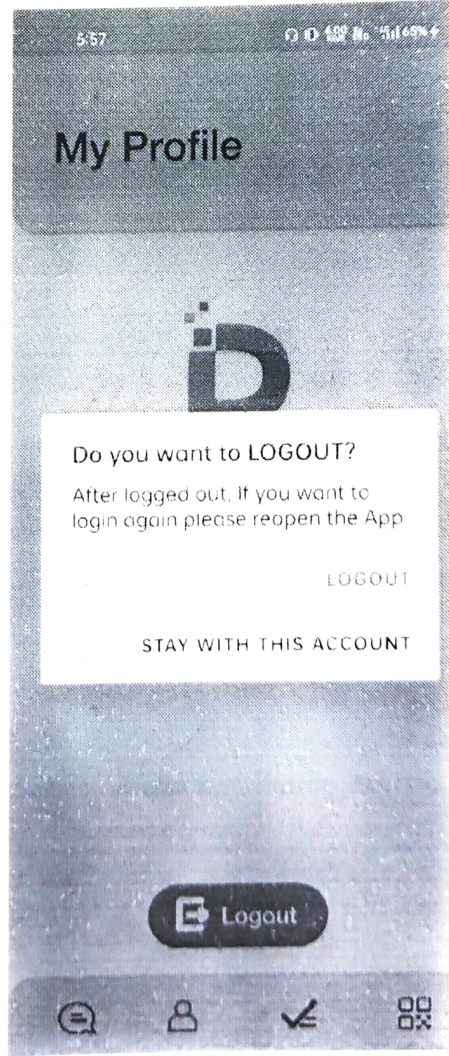 5:57
65%
My Profile
D
Do you want to LOGOUT?
After logged out, If you want to
login again please reopen the App
LOGOUT
STAY WITH THIS ACCOUNT
Logout